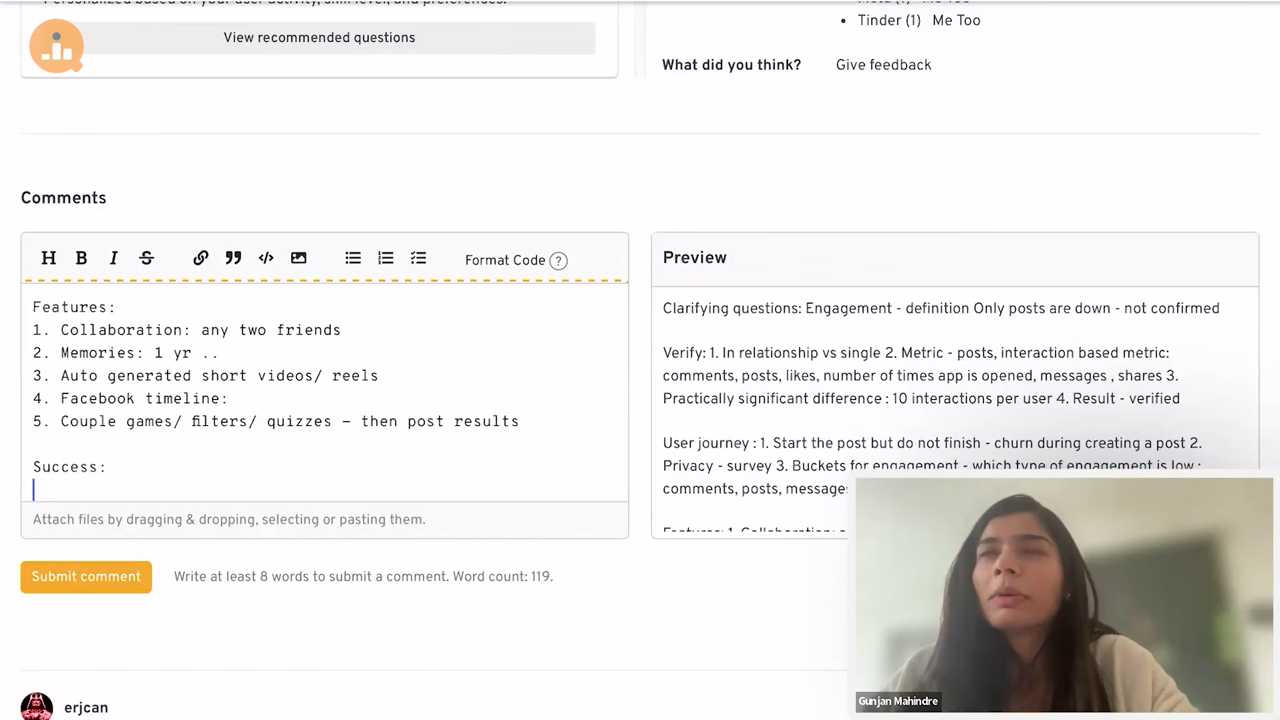 Personalized based on your user activity, skill level, and preferences.
View recommended questions
Tinder (1) Me Too
What did you think? Give feedback
Comments
H B I S Format Code ?
Features:
1. Collaboration: any two friends
2. Memories: 1 yr ..
3. Auto generated short videos/ reels
4. Facebook timeline:
5. Couple games/ filters/ quizzes – then post results
Success:
Attach files by dragging & dropping, selecting or pasting them.
Submit comment Write at least 8 words to submit a comment. Word count: 119.
Preview
Clarifying questions: Engagement - definition Only posts are down - not confirmed
Verify: 1. In relationship vs single 2. Metric - posts, interaction based metric:
comments, posts, likes, number of times app is opened, messages , shares 3.
Practically significant difference : 10 interactions per user 4. Result - verified
User journey : 1. Start the post but do not finish - churn during creating a post 2.
Privacy - survey 3. Buckets for engagement - which type of engagement is low :
comments, posts, messages
Features: 1. Collaboration:
erjcan
Gunjan Mahindre